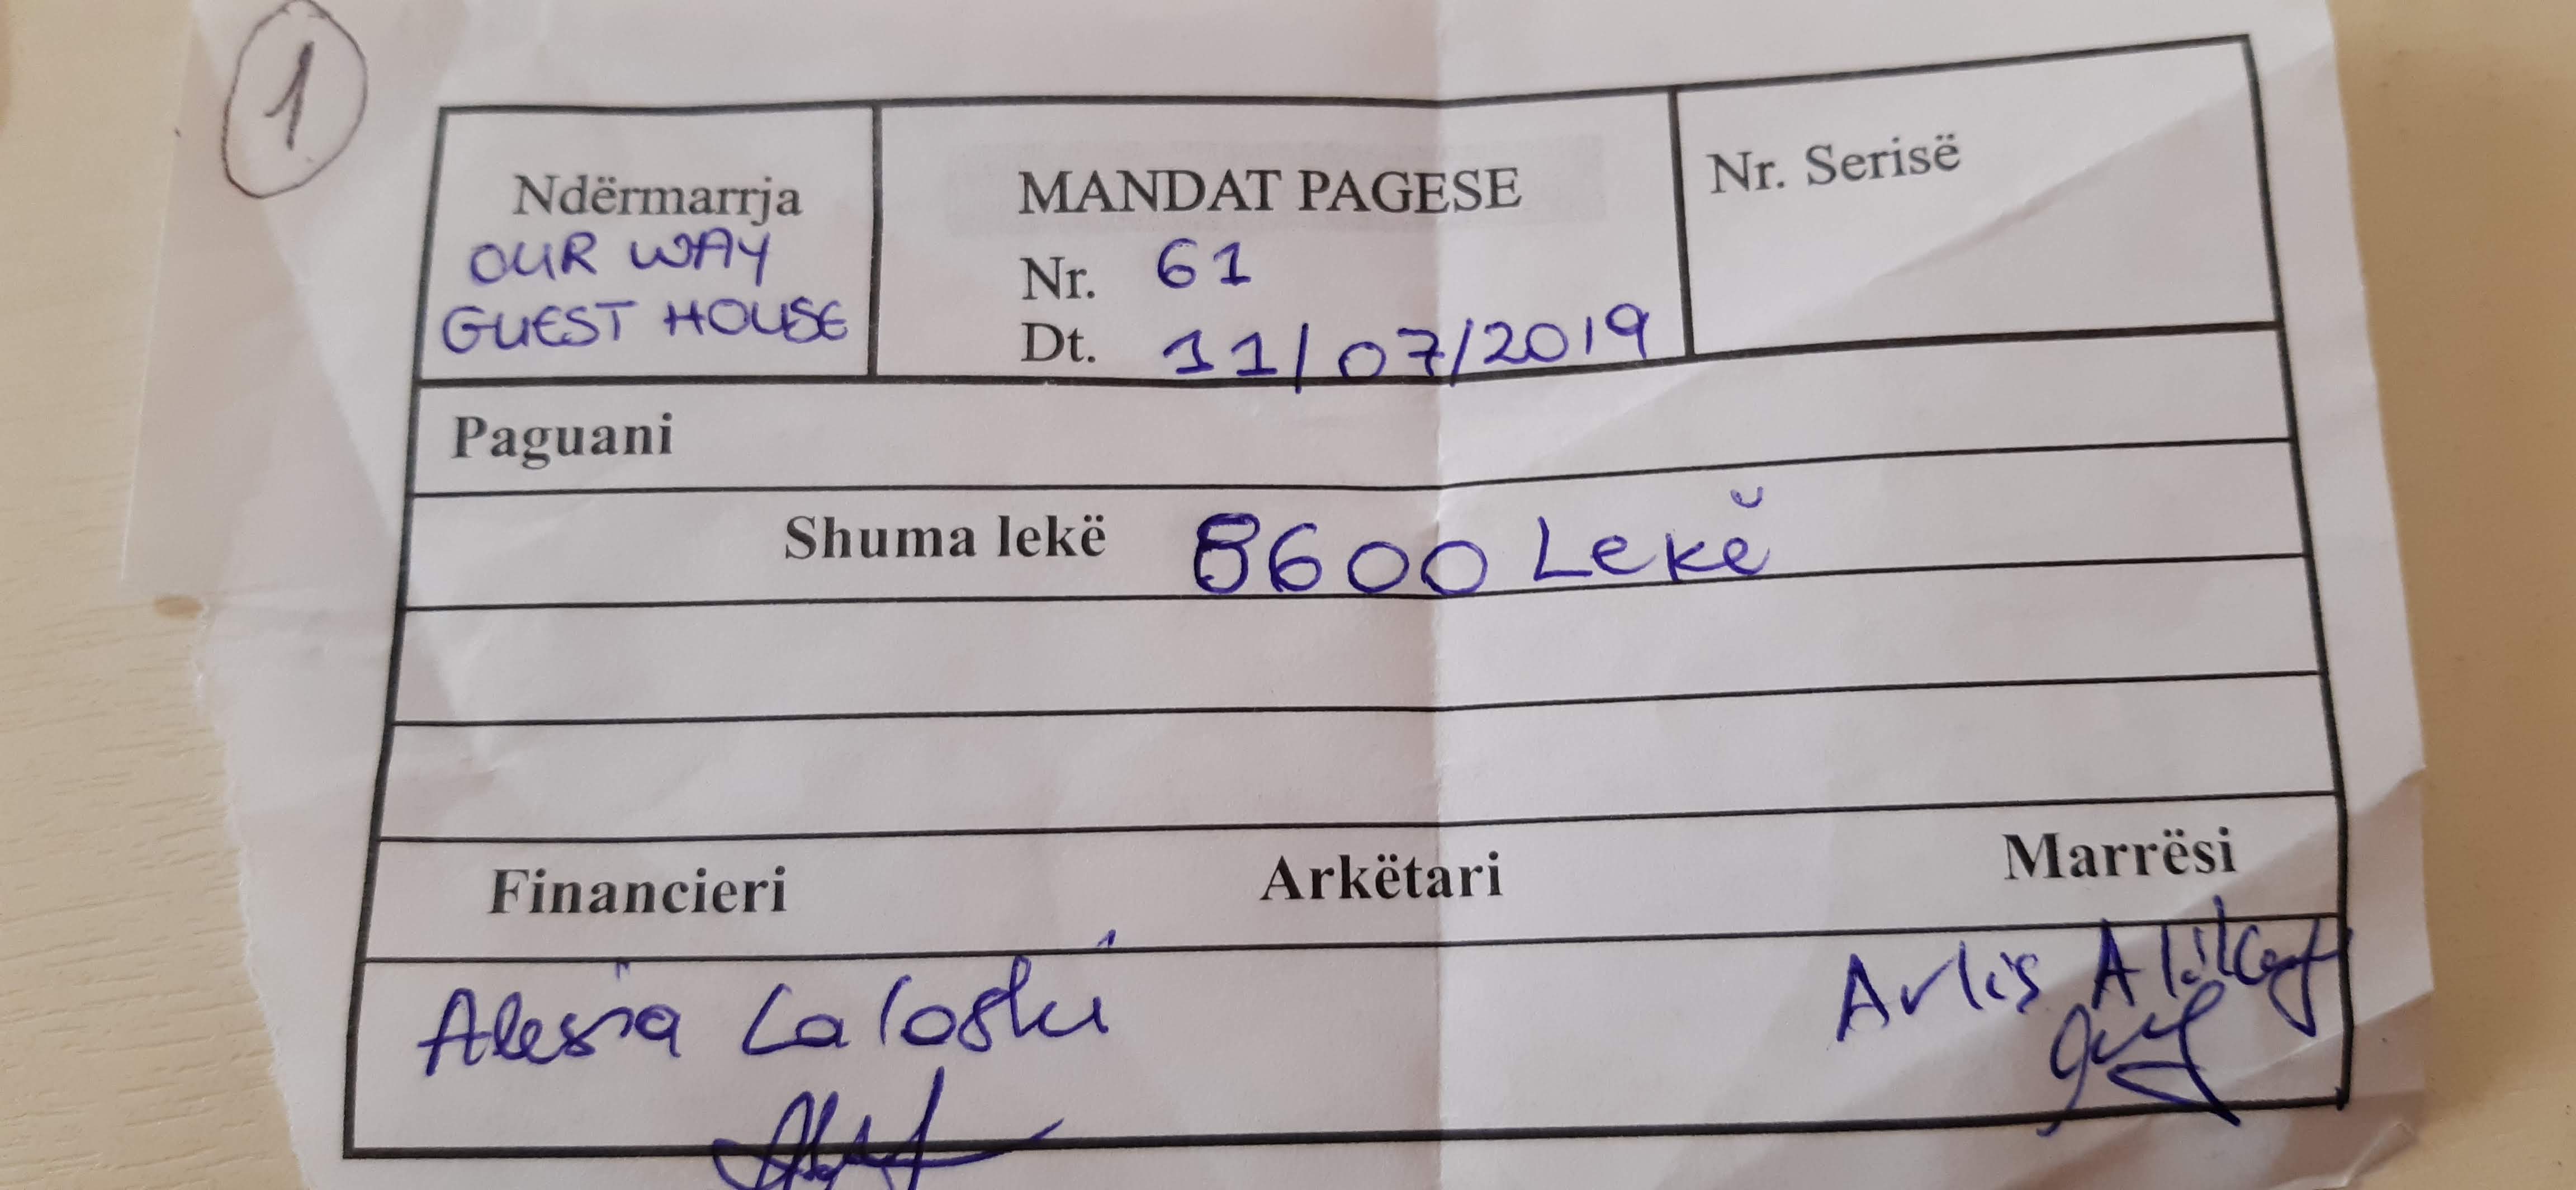 1
Ndërmarrja
OUR WAY
GUEST HOUSE
MANDAT PAGESE
Nr. 61
Dt. 11/07/2019
Nr. Serisë
Paguani
Shuma lekë 8600 Lekë
Financieri Arkëtari Marrësi
Alesia Laloshi Arlis